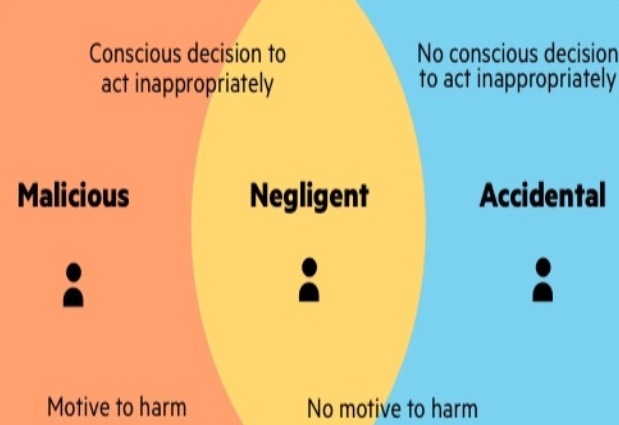 Conscious decision to
act inappropriately
No conscious decision
to act inappropriately
Malicious
Negligent
Accidental
Motive to harm
No motive to harm